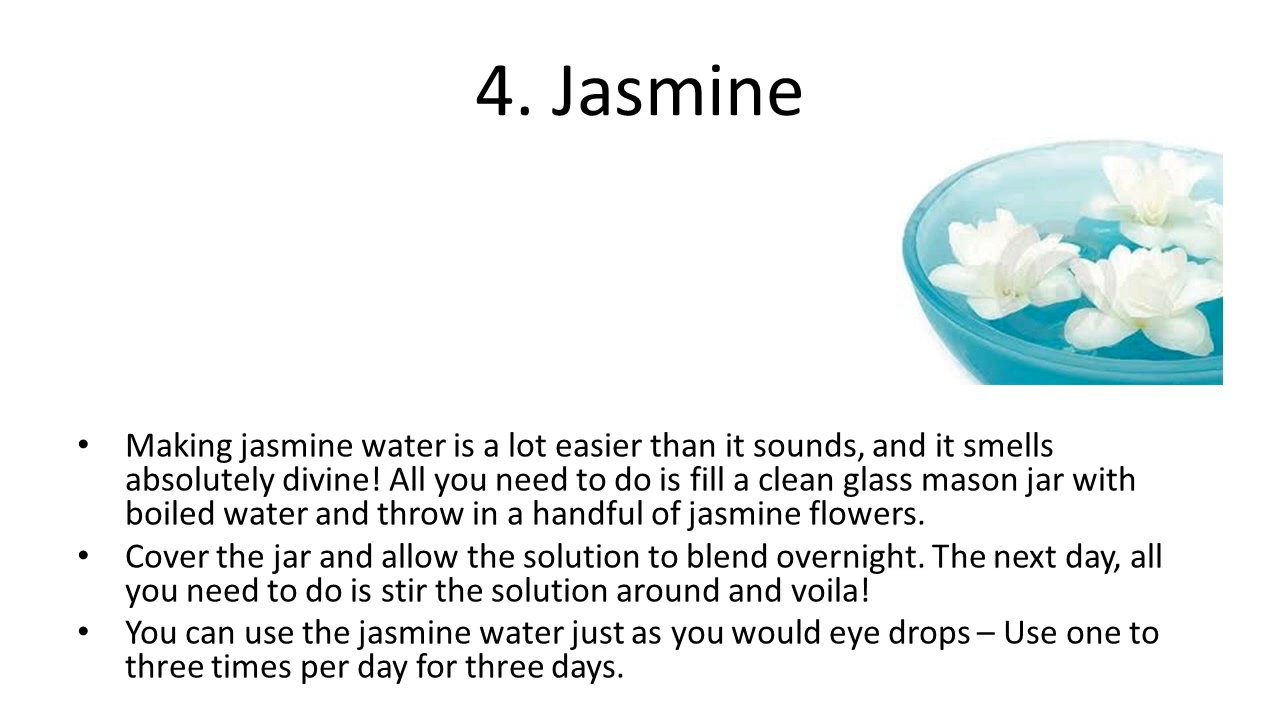 4. Jasmine
• Making jasmine water is a lot easier than it sounds, and it smells
absolutely divine! All you need to do is fill a clean glass mason jar with
boiled water and throw in a handful of jasmine flowers.
• Cover the jar and allow the solution to blend overnight. The next day, all
you need to do is stir the solution around and voila!
• You can use the jasmine water just as you would eye drops – Use one to
three times per day for three days.